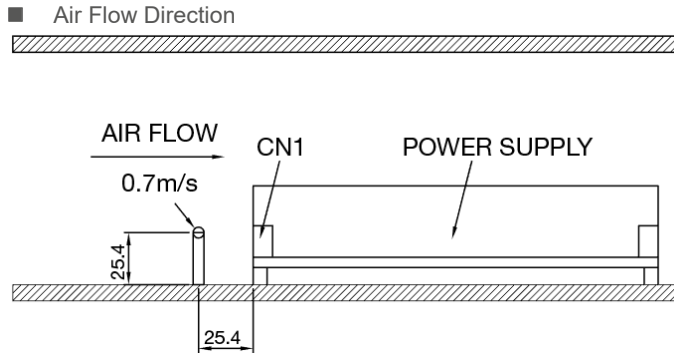 ■ Air Flow Direction
AIR FLOW
CN1
POWER SUPPLY
0.7m/s
25.4
25.4